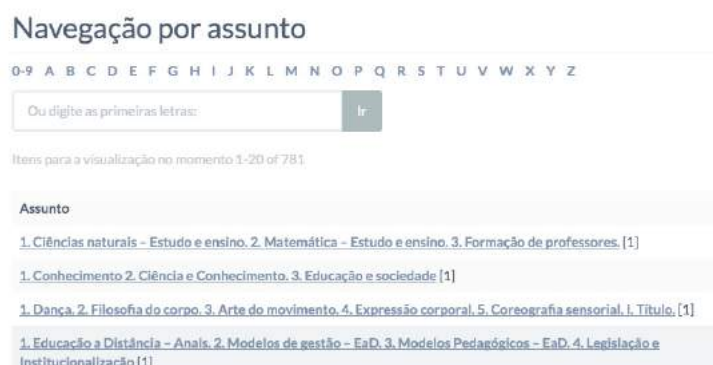 Navegação por assunto
0-9 A B C D E F G H I J K L M N O P Q R S T U V W X Y Z
Ou digite as primeiras letras: Ir
Itens para a visualização no momento 1-20 of 781
Assunto
1. Ciências naturais – Estudo e ensino. 2. Matemática – Estudo e ensino. 3. Formação de professores. [1]
1. Conhecimento 2. Ciência e Conhecimento. 3. Educação e sociedade [1]
1. Dança. 2. Filosofia do corpo. 3. Arte do movimento. 4. Expressão corporal. 5. Coreografia sensorial. I. Título. [1]
1. Educação a Distância – Anais. 2. Modelos de gestão – EaD. 3. Modelos Pedagógicos – EaD. 4. Legislação e
Institucionalização [1]